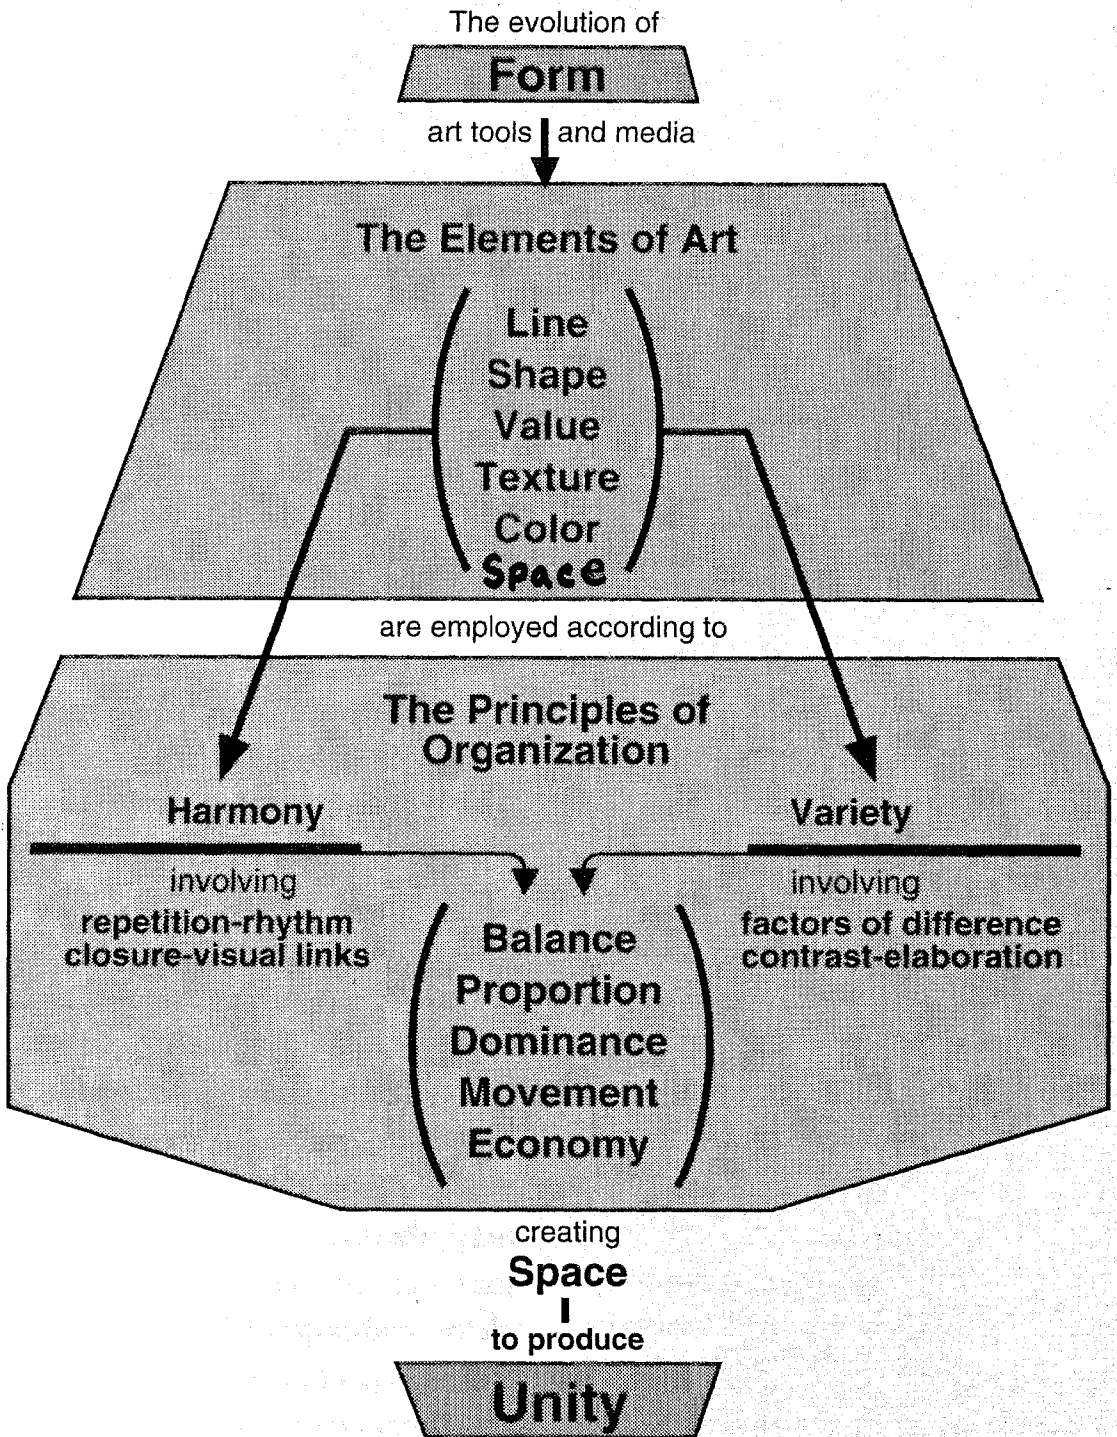 The evolution of
Form
art tools and media
The Elements of Art
Line
Shape
Value
Texture
Color
Space
are employed according to
The Principles of
Organization
Harmony
Variety
involving
repetition-rhythm
closure-visual links
involving
factors of difference
contrast-elaboration
Balance
Proportion
Dominance
Movement
Economy
creating
Space
to produce
Unity